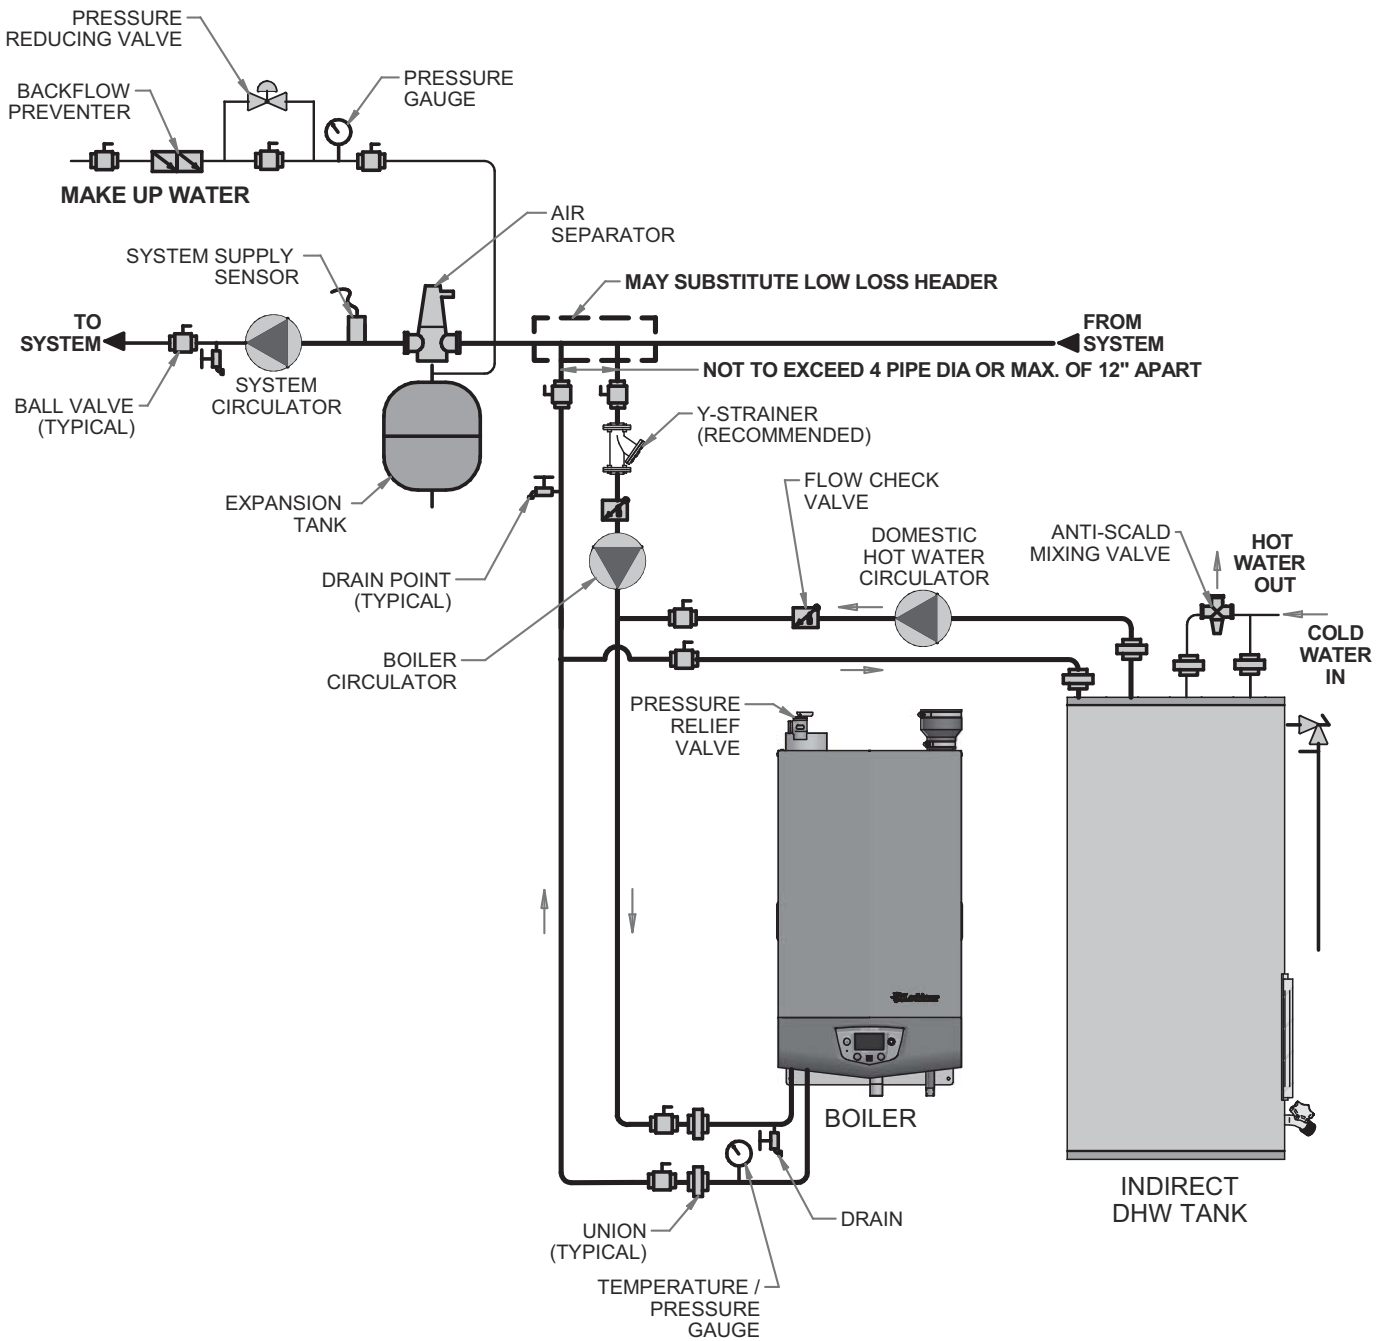 PRESSURE
REDUCING VALVE
BACKFLOW
PREVENTER
PRESSURE
GAUGE
MAKE UP WATER
AIR
SEPARATOR
SYSTEM SUPPLY
SENSOR
MAY SUBSTITUTE LOW LOSS HEADER
TO
SYSTEM
FROM
SYSTEM
NOT TO EXCEED 4 PIPE DIA OR MAX. OF 12" APART
SYSTEM
CIRCULATOR
BALL VALVE
(TYPICAL)
Y-STRAINER
(RECOMMENDED)
EXPANSION
TANK
FLOW CHECK
VALVE
DOMESTIC
HOT WATER
CIRCULATOR
ANTI-SCALD
MIXING VALVE
HOT
WATER
OUT
DRAIN POINT
(TYPICAL)
COLD
WATER
IN
BOILER
CIRCULATOR
PRESSURE
RELIEF
VALVE
Lochinvar
BOILER
INDIRECT
DHW TANK
DRAIN
UNION
(TYPICAL)
TEMPERATURE /
PRESSURE
GAUGE